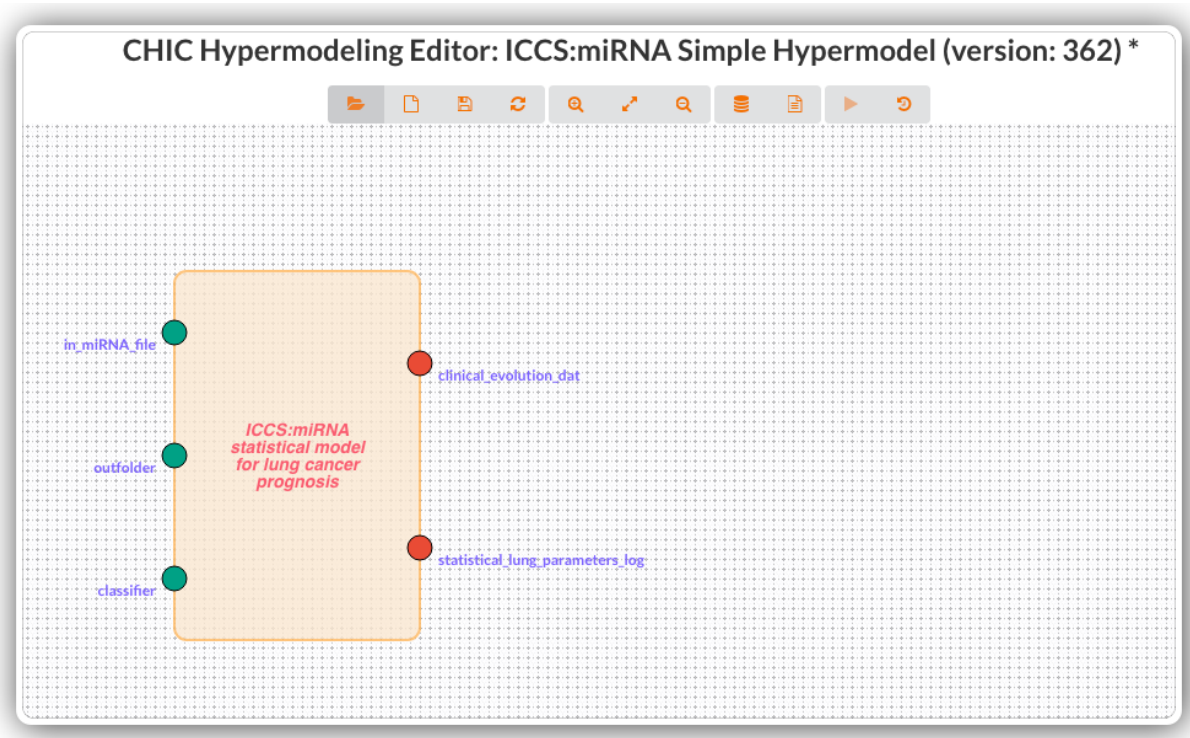 CHIC Hypermodeling Editor: ICCS:miRNA Simple Hypermodel (version: 362) *
in_miRNA_file
clinical_evolution_dat
ICCS:miRNA
statistical model
for lung cancer
prognosis
outfolder
statistical_lung_parameters_log
classifier